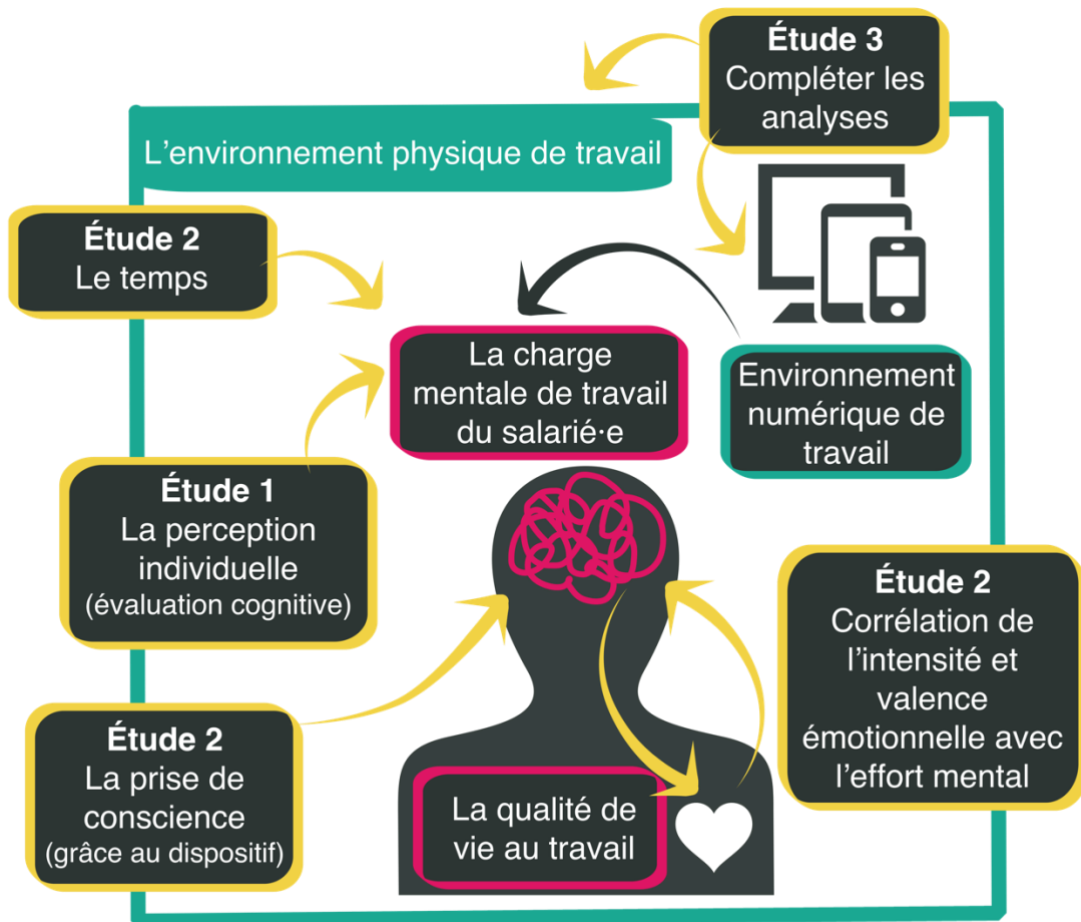 Étude 3
Compléter les
analyses
L'environnement physique de travail
Étude 2
Le temps
La charge
mentale de travail
du salarié·e
Environnement
numérique de
travail
Étude 1
La perception
individuelle
(évaluation cognitive)
Étude 2
Corrélation de
l'intensité et
valence
émotionnelle avec
l'effort mental
Étude 2
La prise de
conscience
(grâce au dispositif)
La qualité de
vie au travail